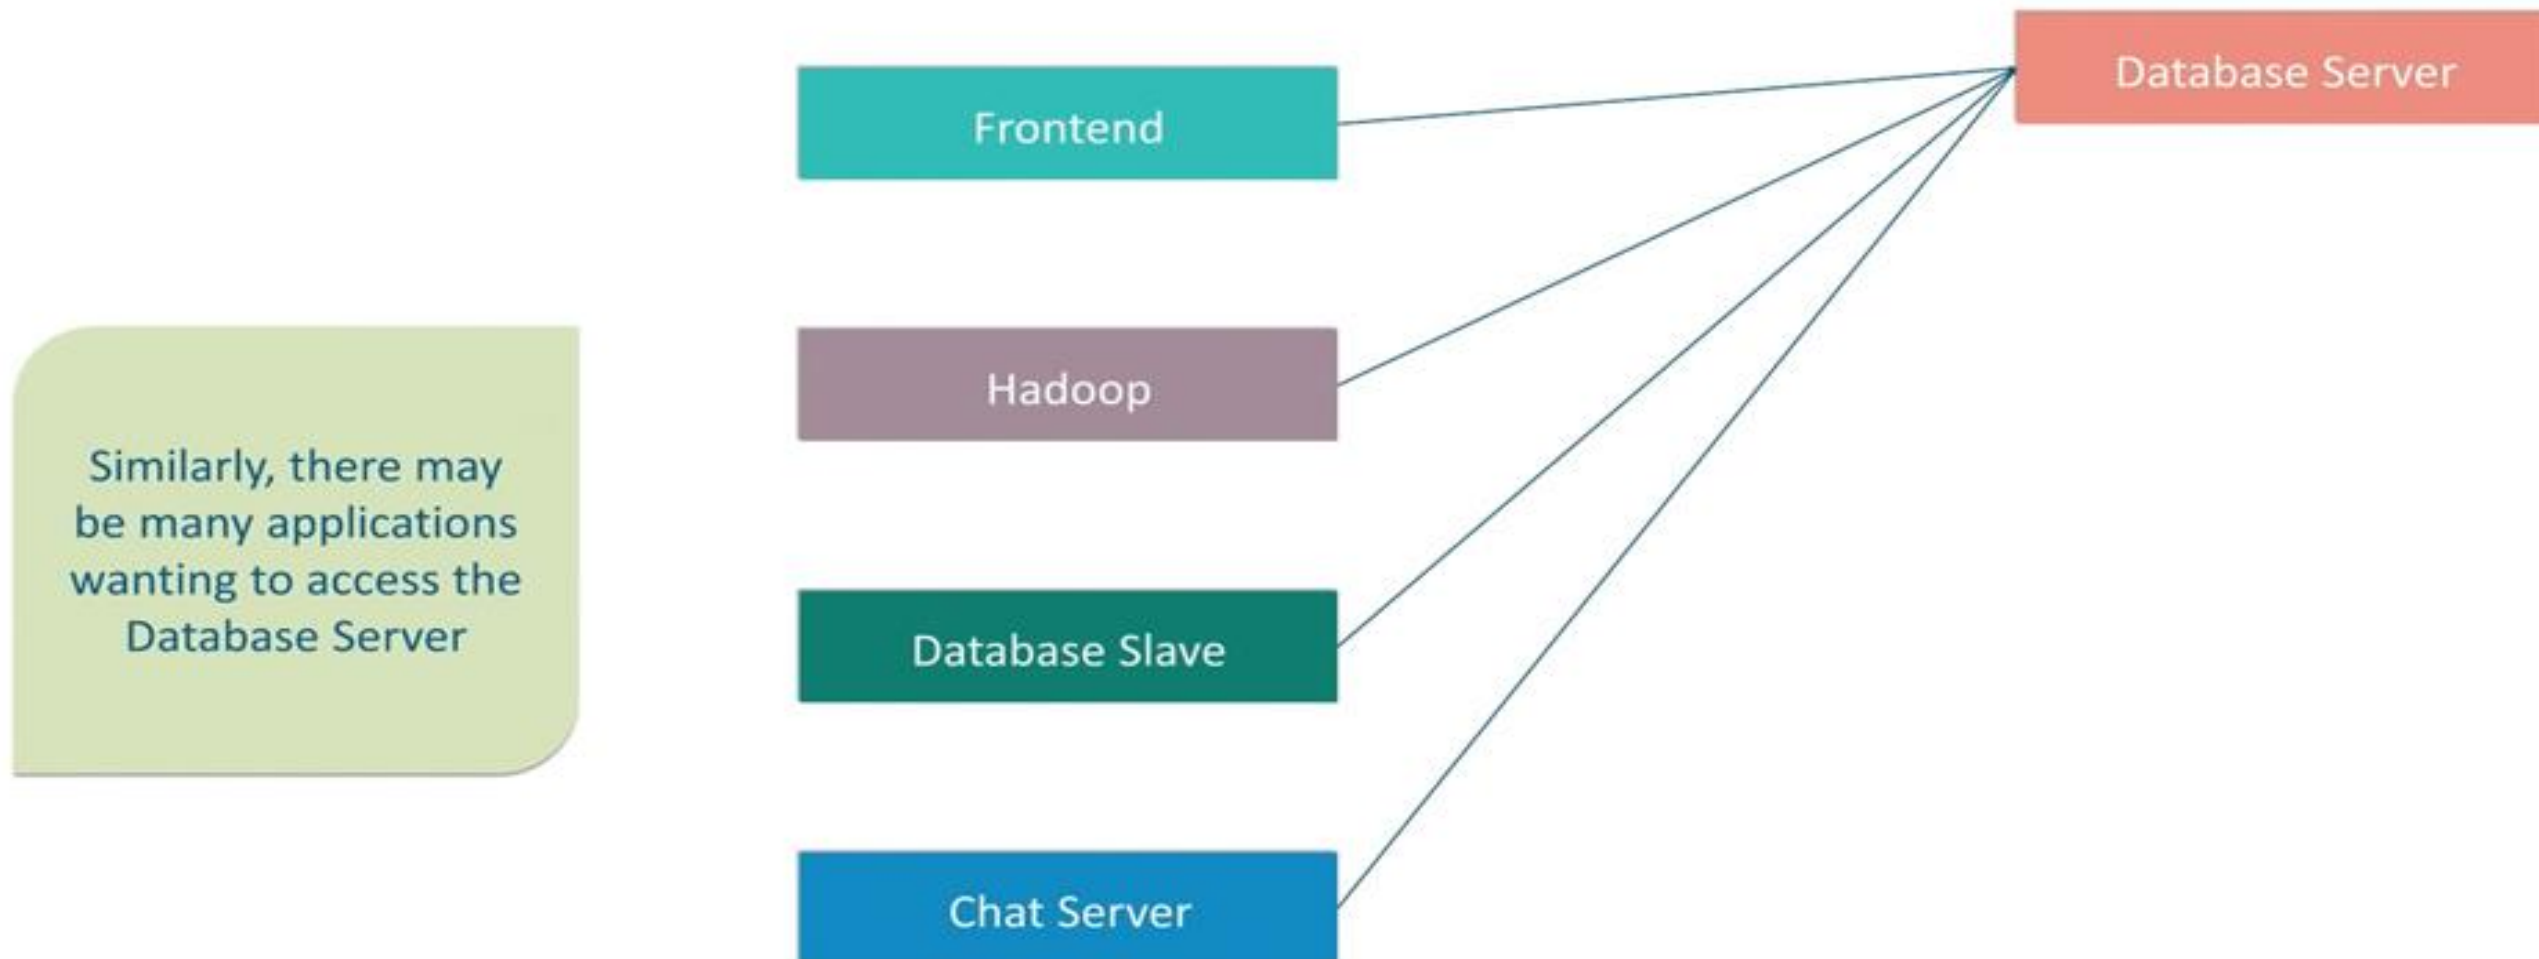 Database Server
Frontend
Hadoop
Similarly, there may
be many applications
wanting to access the
Database Server
Database Slave
Chat Server